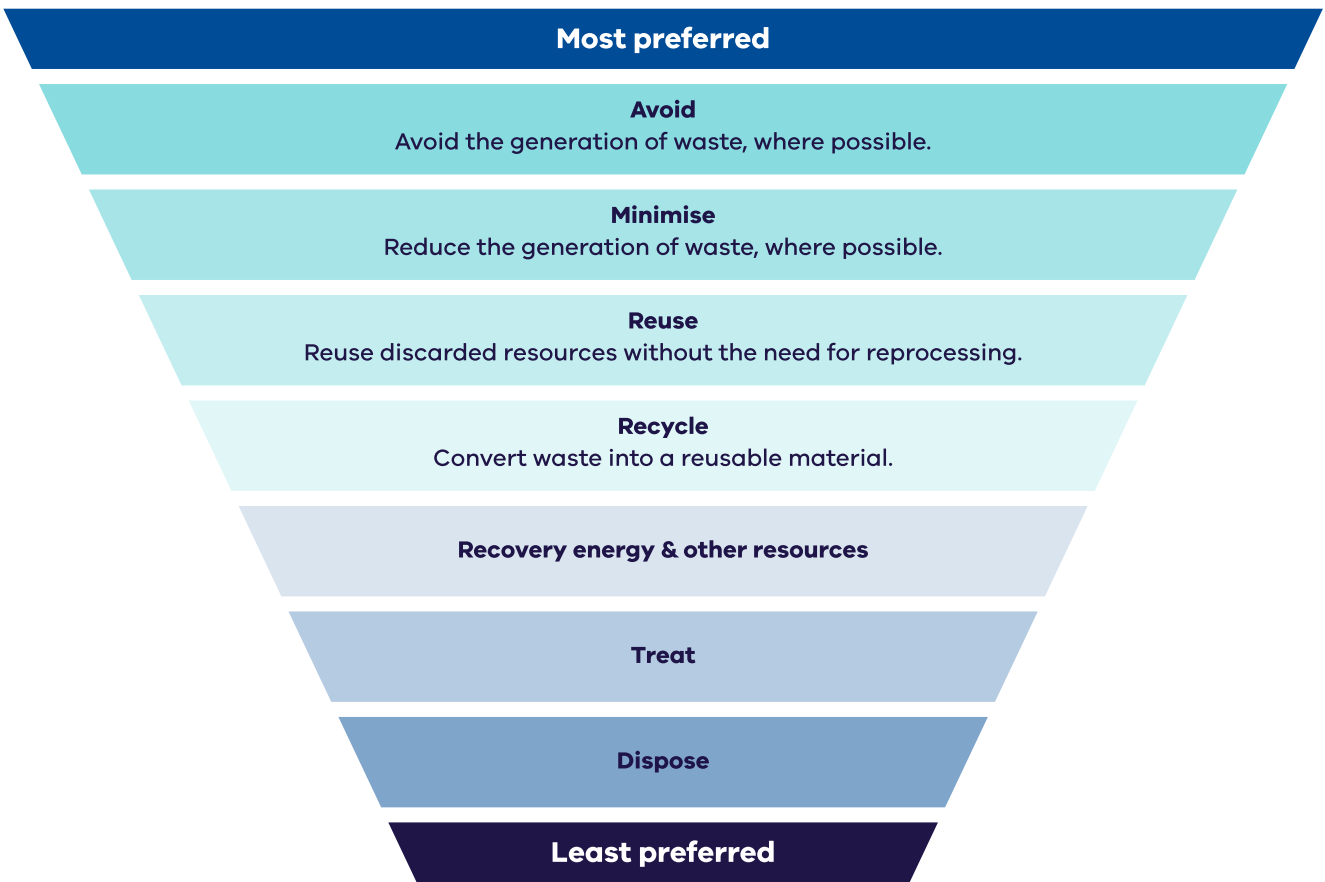 Most preferred
Avoid
Avoid the generation of waste, where possible.
Minimise
Reduce the generation of waste, where possible.
Reuse
Reuse discarded resources without the need for reprocessing.
Recycle
Convert waste into a reusable material.
Recovery energy & other resources
Treat
Dispose
Least preferred